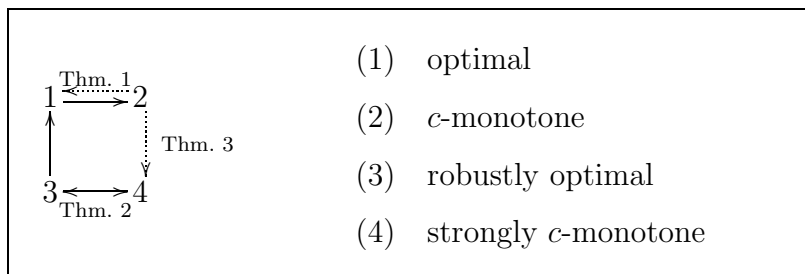 Thm. 1
1 2
Thm. 3
3 4
Thm. 2
(1) optimal
(2) c-monotone
(3) robustly optimal
(4) strongly c-monotone